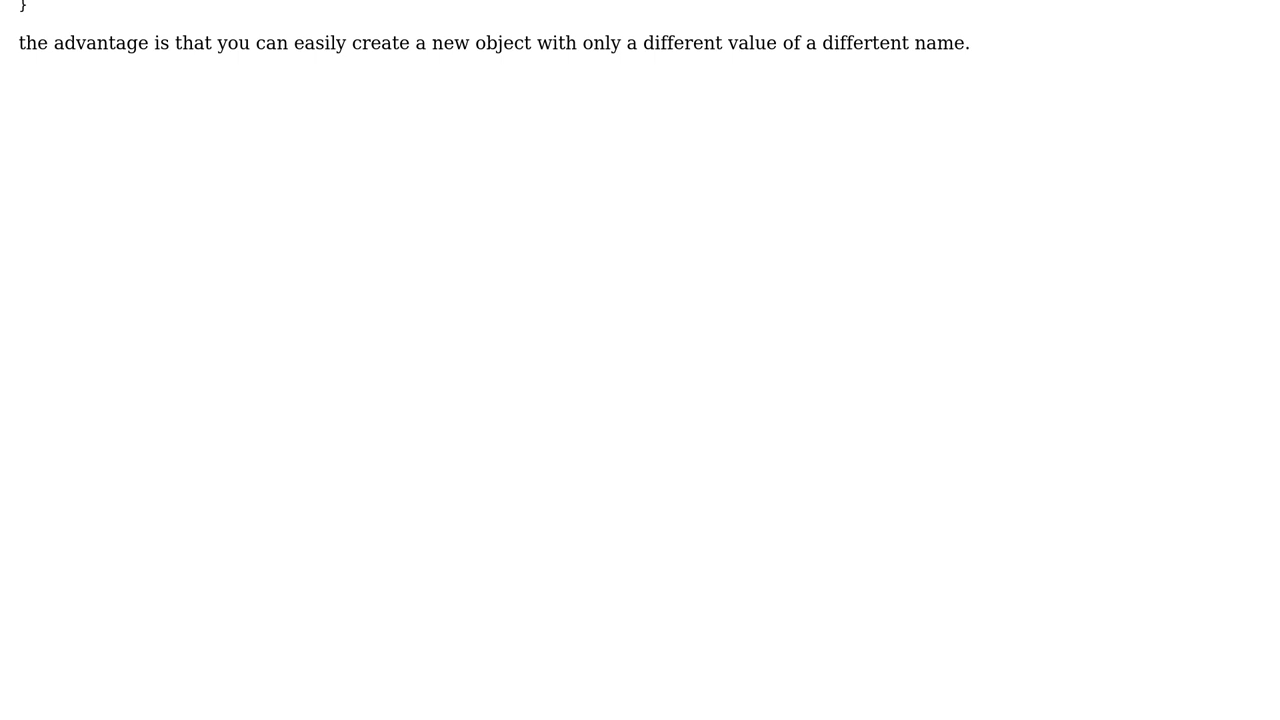 }
the advantage is that you can easily create a new object with only a different value of a differtent name.